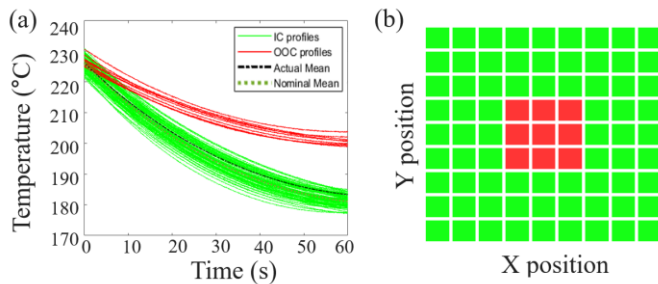 (a)
Temperature (°C)
230
220
210
200
190
180
170
0 10 20 30 40 50 60
Time (s)
IC profiles
OOC profiles
Actual Mean
Nominal Mean
(b)
Y position
X position